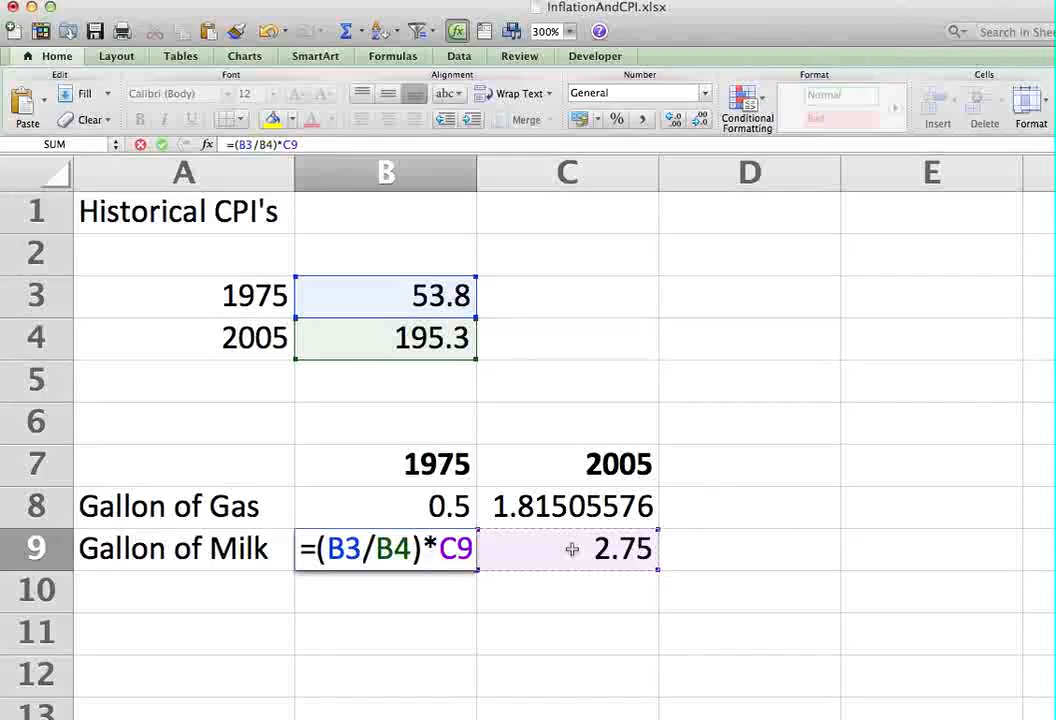 InflationAndCPI.xlsx
300%
Search in Shee
Home Layout Tables Charts SmartArt Formulas Data Review Developer
Edit Font Alignment Number Format Cells
Fill Calibri (Body) 12 abc Wrap Text General Normal
Paste Clear B I U A Merge % , Conditional Formatting Bad Insert Delete Format
SUM fx =(B3/B4)*C9
A B C D E
1 Historical CPI's
2
3 1975 53.8
4 2005 195.3
5
6
7 1975 2005
8 Gallon of Gas 0.5 1.81505576
9 Gallon of Milk =(B3/B4)*C9 2.75
10
11
12
13